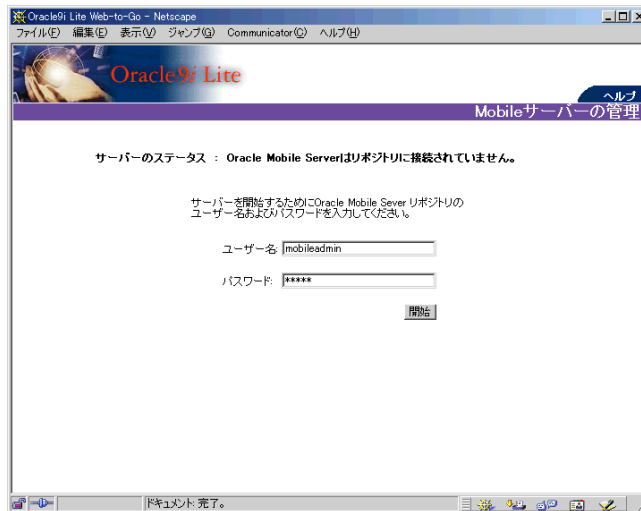 Oracle9i Lite Web-to-Go - Netscape
ファイル(F) 編集(E) 表示(V) ジャンプ(G) Communicator(C) ヘルプ(H)
Oracle9i Lite
ヘルプ
Mobileサーバーの管理
サーバーのステータス : Oracle Mobile Serverはリポジトリに接続されていません。
サーバーを開始するためにOracle Mobile Sever リポジトリの
ユーザー名およびパスワードを入力してください。
ユーザー名: mobileadmin
パスワード: *****
開始
ドキュメント: 完了。